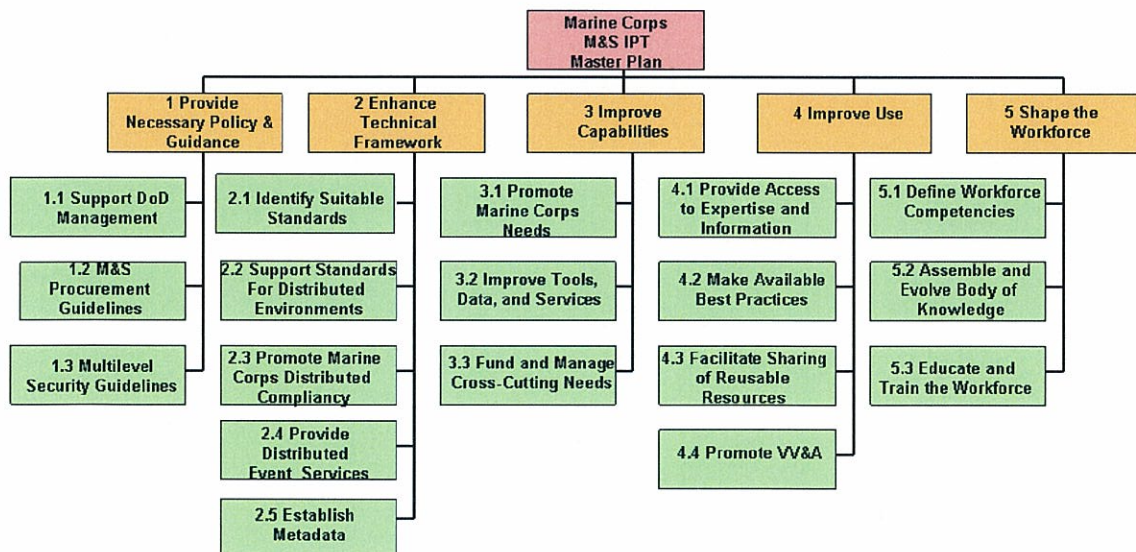 Marine Corps
M&S IPT
Master Plan
1 Provide
Necessary Policy &
Guidance
2 Enhance
Technical
Framework
3 Improve
Capabilities
4 Improve Use
5 Shape the
Workforce
1.1 Support DoD
Management
1.2 M&S
Procurement
Guidelines
1.3 Multilevel
Security Guidelines
2.1 Identify Suitable
Standards
2.2 Support Standards
For Distributed
Environments
2.3 Promote Marine
Corps Distributed
Compliancy
2.4 Provide
Distributed
Event Services
2.5 Establish
Metadata
3.1 Promote
Marine Corps
Needs
3.2 Improve Tools,
Data, and Services
3.3 Fund and Manage
Cross-Cutting Needs
4.1 Provide Access
to Expertise and
Information
4.2 Make Available
Best Practices
4.3 Facilitate Sharing
of Reusable
Resources
4.4 Promote VV&A
5.1 Define Workforce
Competencies
5.2 Assemble and
Evolve Body of
Knowledge
5.3 Educate and
Train the Workforce